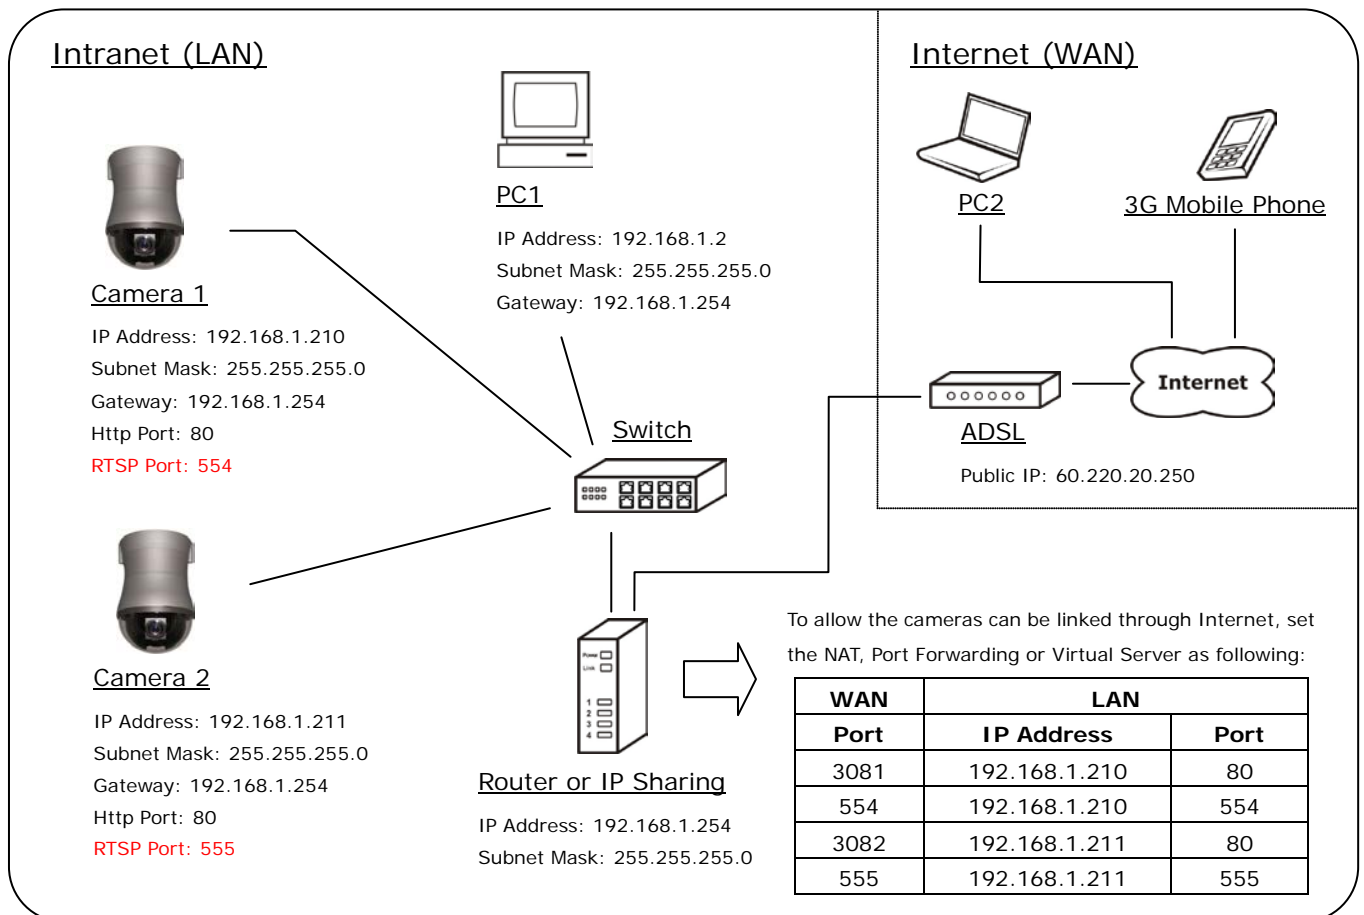 Intranet (LAN)
Internet (WAN)
PC1
IP Address: 192.168.1.2
Subnet Mask: 255.255.255.0
Gateway: 192.168.1.254
PC2
3G Mobile Phone
Camera 1
IP Address: 192.168.1.210
Subnet Mask: 255.255.255.0
Gateway: 192.168.1.254
Http Port: 80
RTSP Port: 554
Internet
ADSL
Public IP: 60.220.20.250
Switch
Camera 2
IP Address: 192.168.1.211
Subnet Mask: 255.255.255.0
Gateway: 192.168.1.254
Http Port: 80
RTSP Port: 555
Power
Link
1
2
3
4
Router or IP Sharing
IP Address: 192.168.1.254
Subnet Mask: 255.255.255.0
To allow the cameras can be linked through Internet, set
the NAT, Port Forwarding or Virtual Server as following:
WAN LAN
Port IP Address Port
3081 192.168.1.210 80
554 192.168.1.210 554
3082 192.168.1.211 80
555 192.168.1.211 555